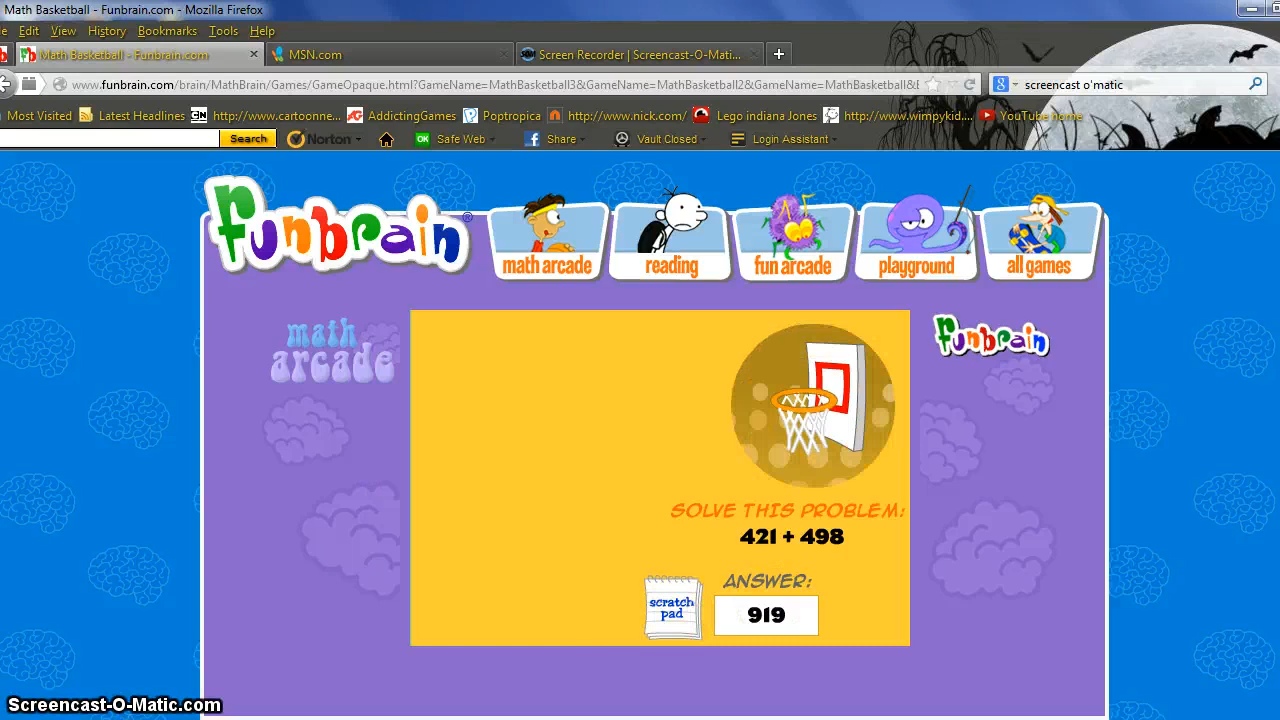 Math Basketball - Funbrain.com - Mozilla Firefox
e Edit View History Bookmarks Tools Help
Math Basketball - Funbrain.com MSN.com Screen Recorder | Screencast-O-Mati...
www.funbrain.com/brain/MathBrain/Games/GameOpaque.html?GameName=MathBasketball3&GameName=MathBasketball2&GameName=MathBasketball& screencast o'matic
Most Visited Latest Headlines http://www.cartoonne... AddictingGames Poptropica http://www.nick.com/ Lego indiana Jones http://www.wimpykid.... YouTube home
Search Norton OK Safe Web Share Vault Closed Login Assistant
funbrain
math arcade reading fun arcade playground all games
math
arcade
funbrain
SOLVE THIS PROBLEM:
421 + 498
ANSWER:
scratch
pad
919
Screencast-O-Matic.com